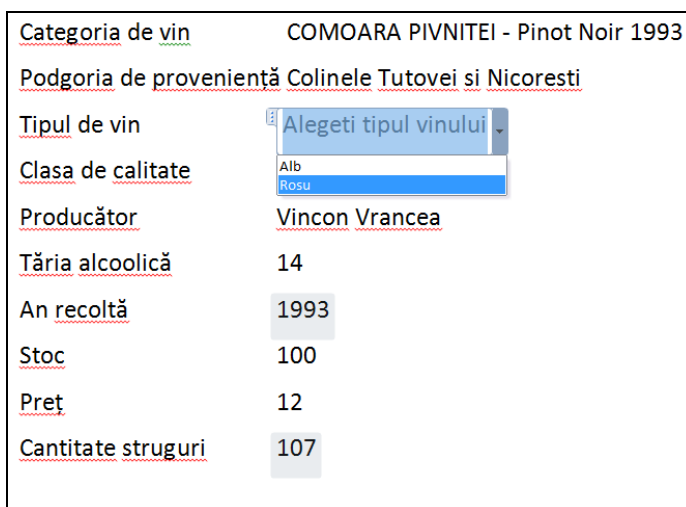 Categoria de vin COMOARA PIVNITEI - Pinot Noir 1993
Podgoria de proveniență Colinele Tutovei si Nicoresti
Tipul de vin Alegeti tipul vinului
Alb
Clasa de calitate
Rosu
Producător Vincon Vrancea
Tăria alcoolică 14
An recoltă 1993
Stoc 100
Preț 12
Cantitate struguri 107